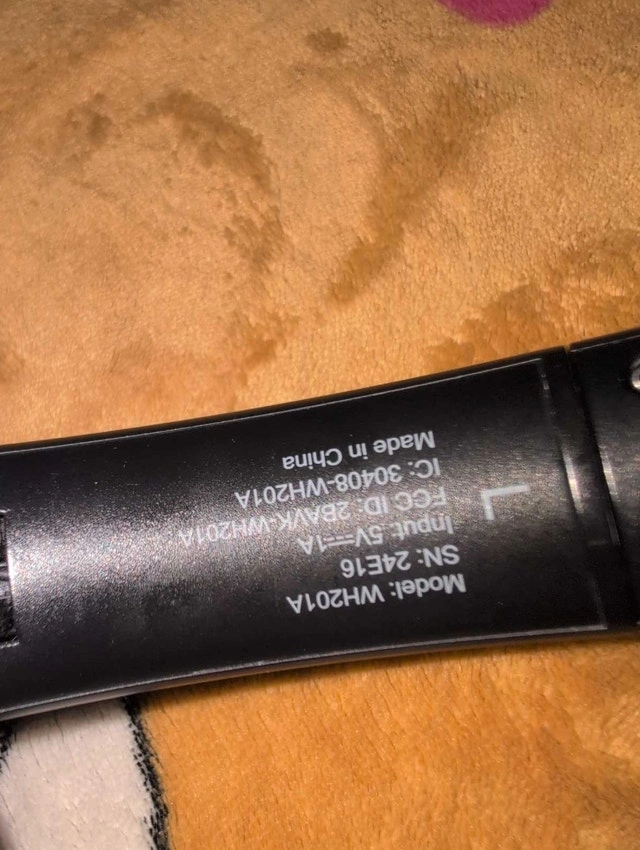 L
Model: WH201A
SN: 24E16
Input: 5V⎓1A
FCC ID: 2BAVK-WH201A
IC: 30408-WH201A
Made in China